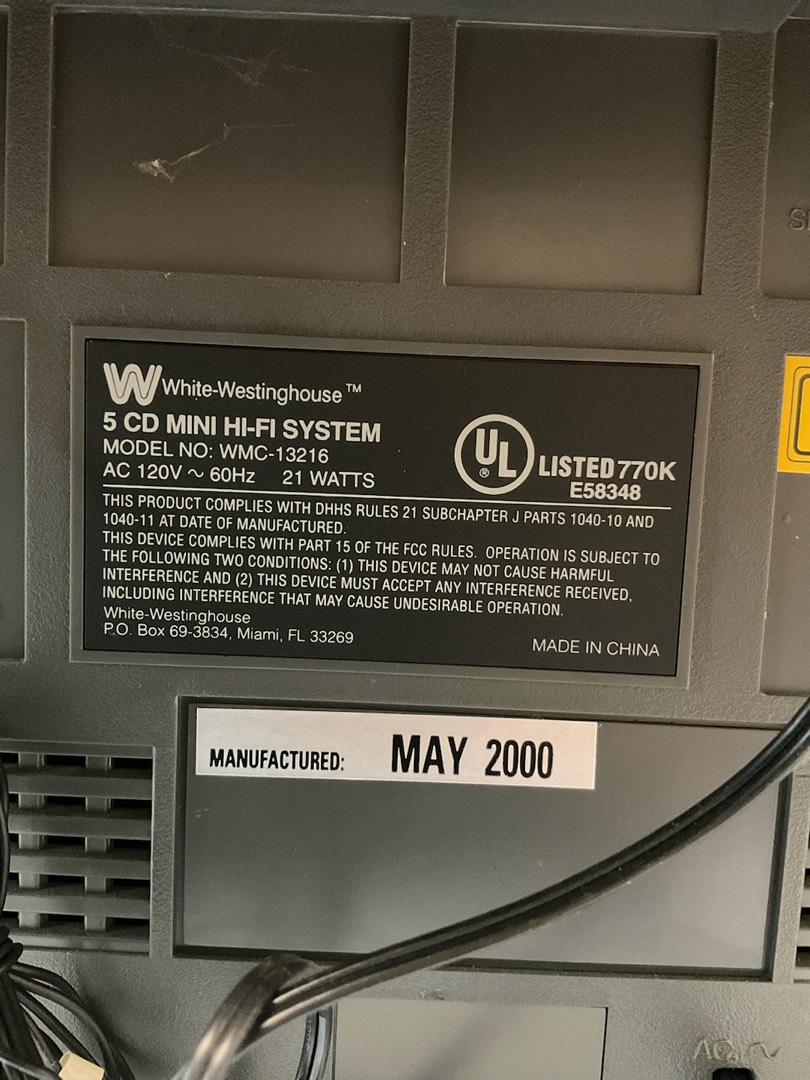 White-Westinghouse™
5 CD MINI HI-FI SYSTEM
MODEL NO: WMC-13216
AC 120V ~ 60Hz 21 WATTS
UL ® LISTED 770K
E58348
THIS PRODUCT COMPLIES WITH DHHS RULES 21 SUBCHAPTER J PARTS 1040-10 AND
1040-11 AT DATE OF MANUFACTURED.
THIS DEVICE COMPLIES WITH PART 15 OF THE FCC RULES. OPERATION IS SUBJECT TO
THE FOLLOWING TWO CONDITIONS: (1) THIS DEVICE MAY NOT CAUSE HARMFUL
INTERFERENCE AND (2) THIS DEVICE MUST ACCEPT ANY INTERFERENCE RECEIVED,
INCLUDING INTERFERENCE THAT MAY CAUSE UNDESIRABLE OPERATION.
White-Westinghouse
P.O. Box 69-3834, Miami, FL 33269
MADE IN CHINA
MANUFACTURED: MAY 2000